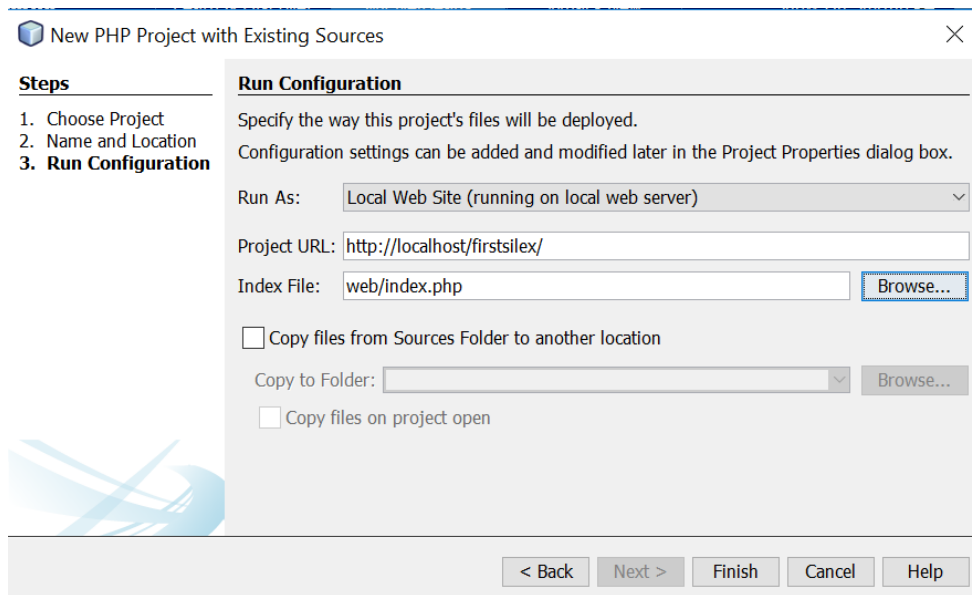 New PHP Project with Existing Sources
Steps
1. Choose Project
2. Name and Location
3. Run Configuration
Run Configuration
Specify the way this project's files will be deployed.
Configuration settings can be added and modified later in the Project Properties dialog box.
Run As: Local Web Site (running on local web server)
Project URL: http://localhost/firstsilex/
Index File: web/index.php Browse...
Copy files from Sources Folder to another location
Copy to Folder: Browse...
Copy files on project open
< Back Next > Finish Cancel Help